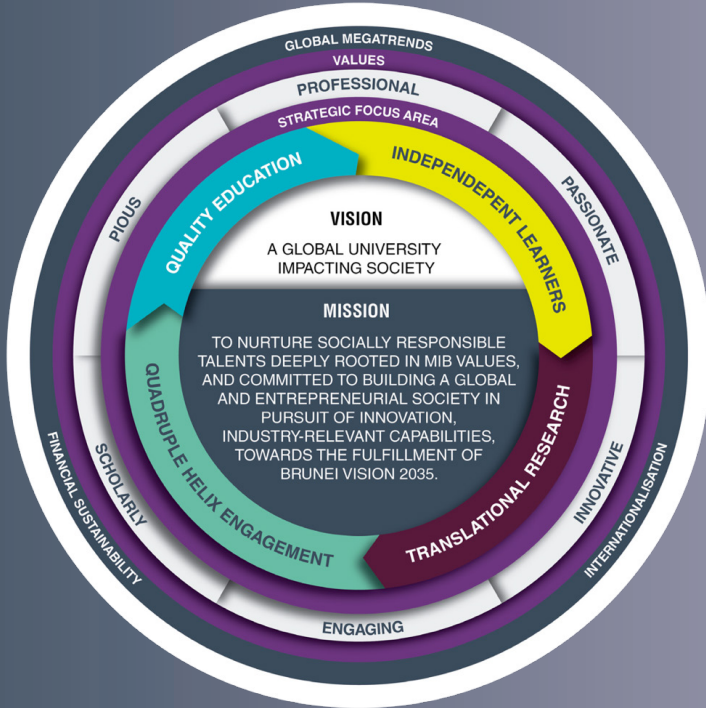 GLOBAL MEGATRENDS
VALUES
PROFESSIONAL
STRATEGIC FOCUS AREA
QUALITY EDUCATION
INDEPENDEPENT LEARNERS
PIOUS
PASSIONATE
VISION
A GLOBAL UNIVERSITY
IMPACTING SOCIETY
MISSION
TO NURTURE SOCIALLY RESPONSIBLE
TALENTS DEEPLY ROOTED IN MIB VALUES,
AND COMMITTED TO BUILDING A GLOBAL
AND ENTREPRENEURIAL SOCIETY IN
PURSUIT OF INNOVATION,
INDUSTRY-RELEVANT CAPABILITIES,
TOWARDS THE FULFILLMENT OF
BRUNEI VISION 2035.
QUADRUPLE HELIX ENGAGEMENT
TRANSLATIONAL RESEARCH
SCHOLARLY
INNOVATIVE
FINANCIAL SUSTAINABILITY
INTERNATIONALISATION
ENGAGING